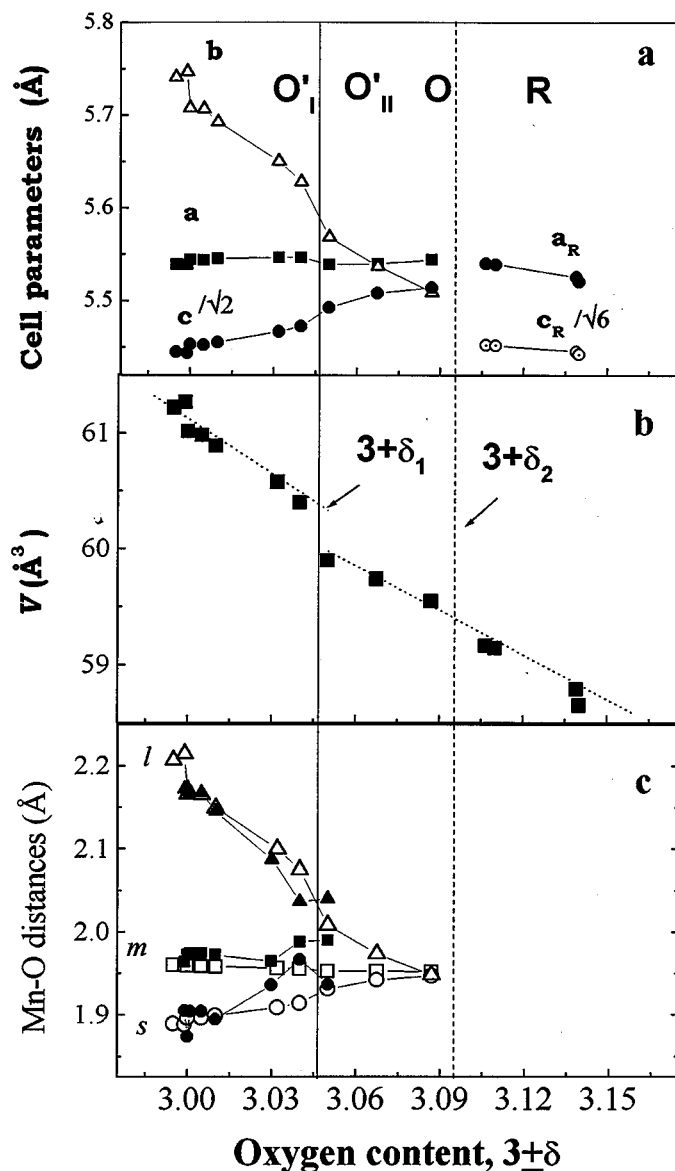 5.8
b
a
O'I
O'II
O
R
5.7
Cell parameters (Å)
5.6
a
aR
5.5
c/√2
cR/√6
b
61
3+δ1
3+δ2
V(Å3)
60
59
c
2.2
l
Mn-O distances (Å)
2.1
2.0
m
1.9
s
3.00 3.03 3.06 3.09 3.12 3.15
Oxygen content, 3±δ